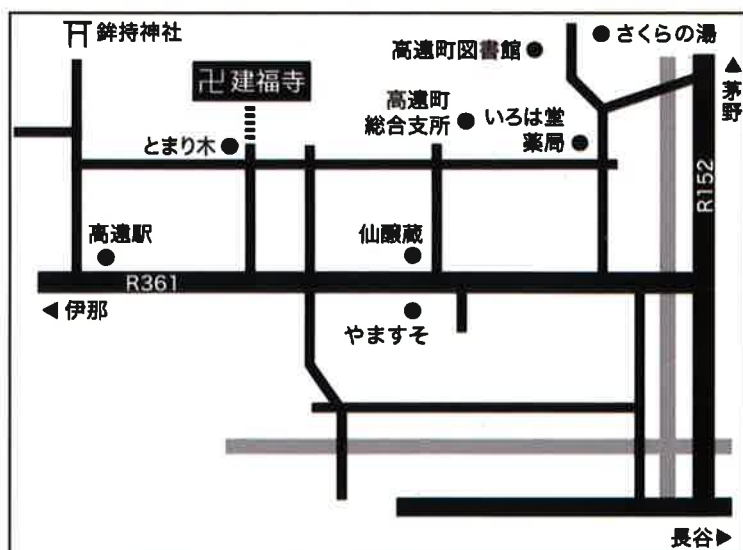 鉾持神社
さくらの湯
高遠町図書館
卍建福寺
茅野
高遠町
総合支所
いろは堂
薬局
とまり木
R152
高遠駅
仙醸蔵
R361
伊那
やますそ
長谷